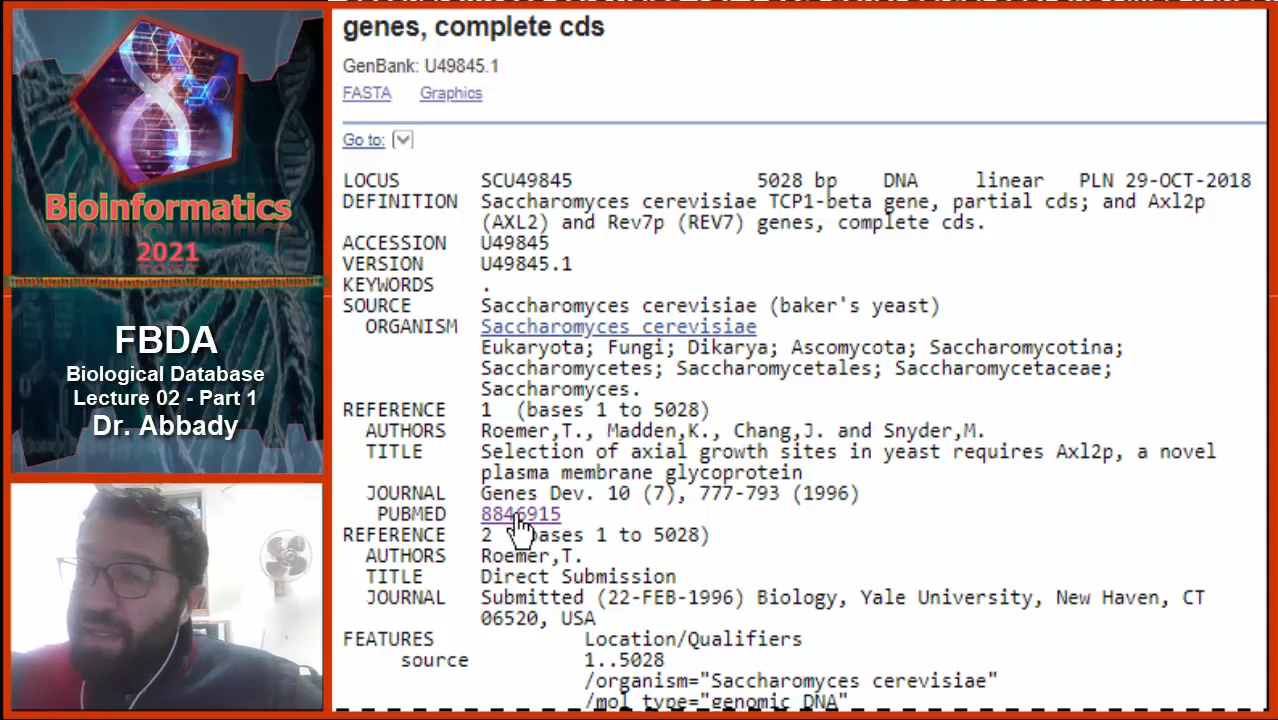 Bioinformatics
2021
FBDA
Biological Database
Lecture 02 - Part 1
Dr. Abbady
genes, complete cds
GenBank: U49845.1
FASTA Graphics
Go to:
LOCUS SCU49845 5028 bp DNA linear PLN 29-OCT-2018
DEFINITION Saccharomyces cerevisiae TCP1-beta gene, partial cds; and Axl2p
(AXL2) and Rev7p (REV7) genes, complete cds.
ACCESSION U49845
VERSION U49845.1
KEYWORDS .
SOURCE Saccharomyces cerevisiae (baker's yeast)
ORGANISM Saccharomyces cerevisiae
Eukaryota; Fungi; Dikarya; Ascomycota; Saccharomycotina;
Saccharomycetes; Saccharomycetales; Saccharomycetaceae;
Saccharomyces.
REFERENCE 1 (bases 1 to 5028)
AUTHORS Roemer,T., Madden,K., Chang,J. and Snyder,M.
TITLE Selection of axial growth sites in yeast requires Axl2p, a novel
plasma membrane glycoprotein
JOURNAL Genes Dev. 10 (7), 777-793 (1996)
PUBMED 8846915
REFERENCE 2 (bases 1 to 5028)
AUTHORS Roemer,T.
TITLE Direct Submission
JOURNAL Submitted (22-FEB-1996) Biology, Yale University, New Haven, CT
06520, USA
FEATURES Location/Qualifiers
source 1..5028
/organism="Saccharomyces cerevisiae"
/mol_type="genomic DNA"